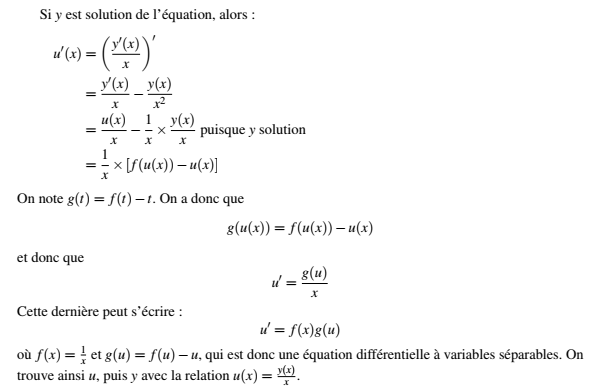 Si y est solution de l'équation, alors :
u′(x) = (y′(x)/x)′
= y′(x)/x − y(x)/x²
= u(x)/x − 1/x × y(x)/x puisque y solution
= 1/x × [f(u(x)) − u(x)]
On note g(t) = f(t) − t. On a donc que
g(u(x)) = f(u(x)) − u(x)
et donc que
u′ = g(u)/x
Cette dernière peut s'écrire :
u′ = f(x)g(u)
où f(x) = 1/x et g(u) = f(u) − u, qui est donc une équation différentielle à variables séparables. On
trouve ainsi u, puis y avec la relation u(x) = y(x)/x.